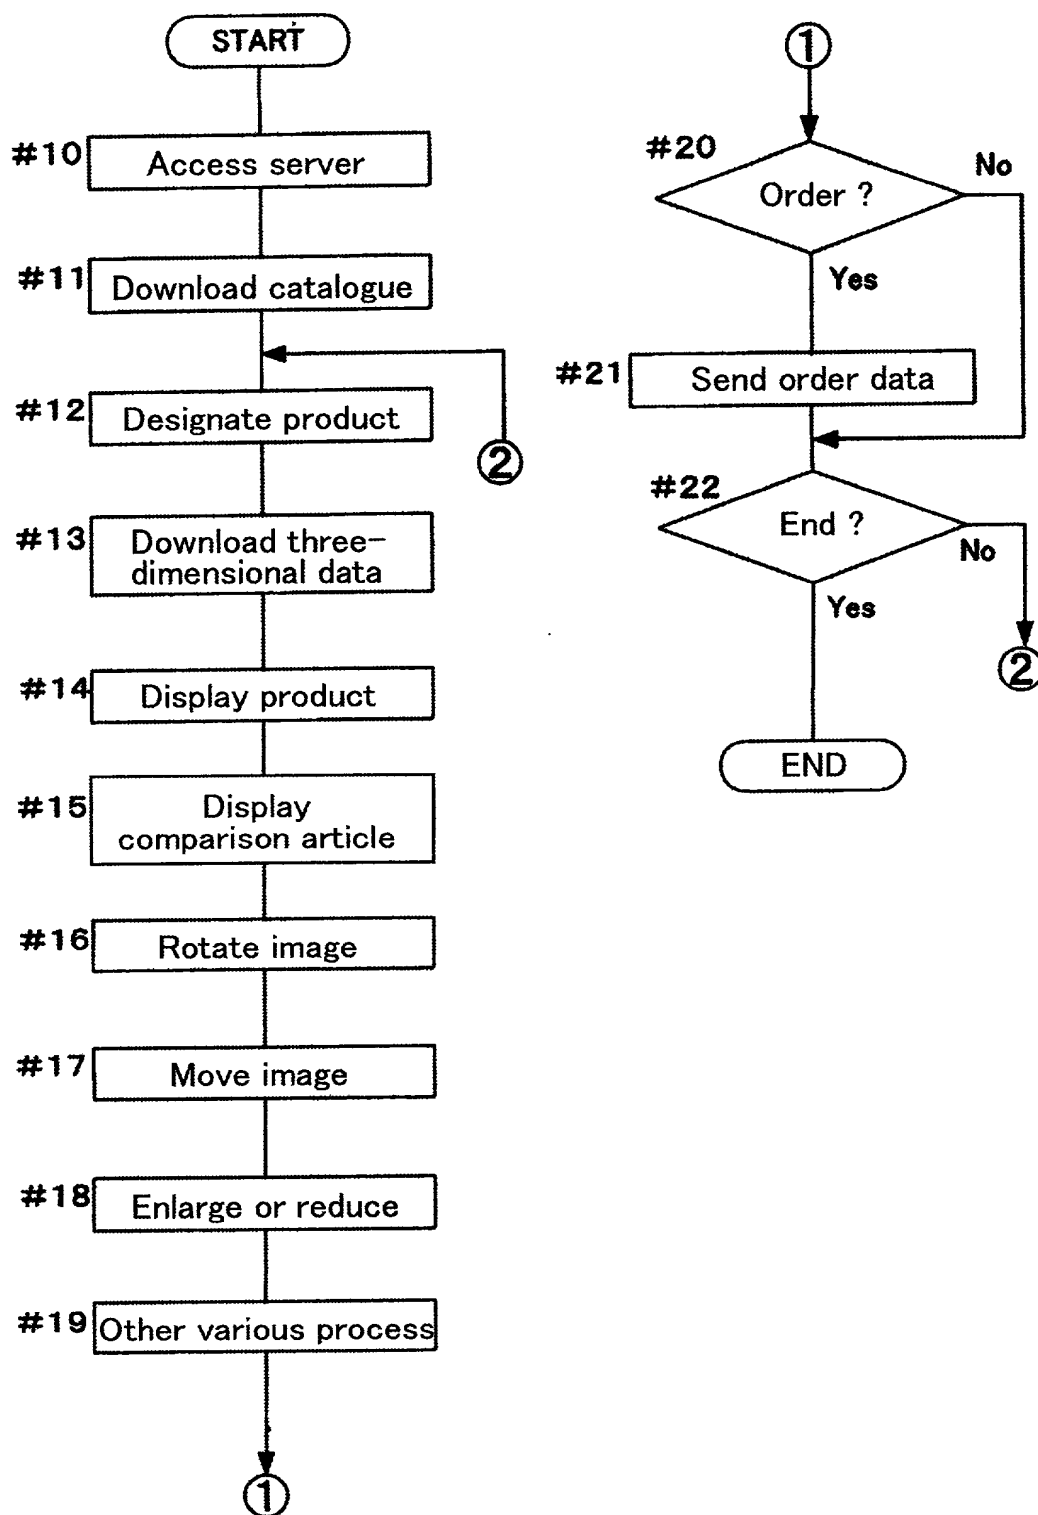 START
#10
Access server
#11
Download catalogue
#12
Designate product
②
#13
Download three-
dimensional data
#14
Display product
#15
Display
comparison article
#16
Rotate image
#17
Move image
#18
Enlarge or reduce
#19
Other various process
①
①
#20
Order ?
No
Yes
#21
Send order data
#22
End ?
No
Yes
②
END